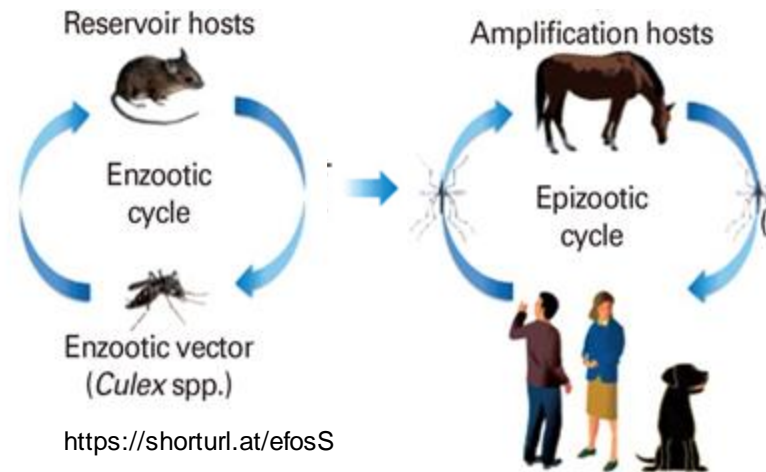 Reservoir hosts
Enzootic
cycle
Enzootic vector
(Culex spp.)
https://shorturl.at/efosS
Amplification hosts
Epizootic
cycle
(